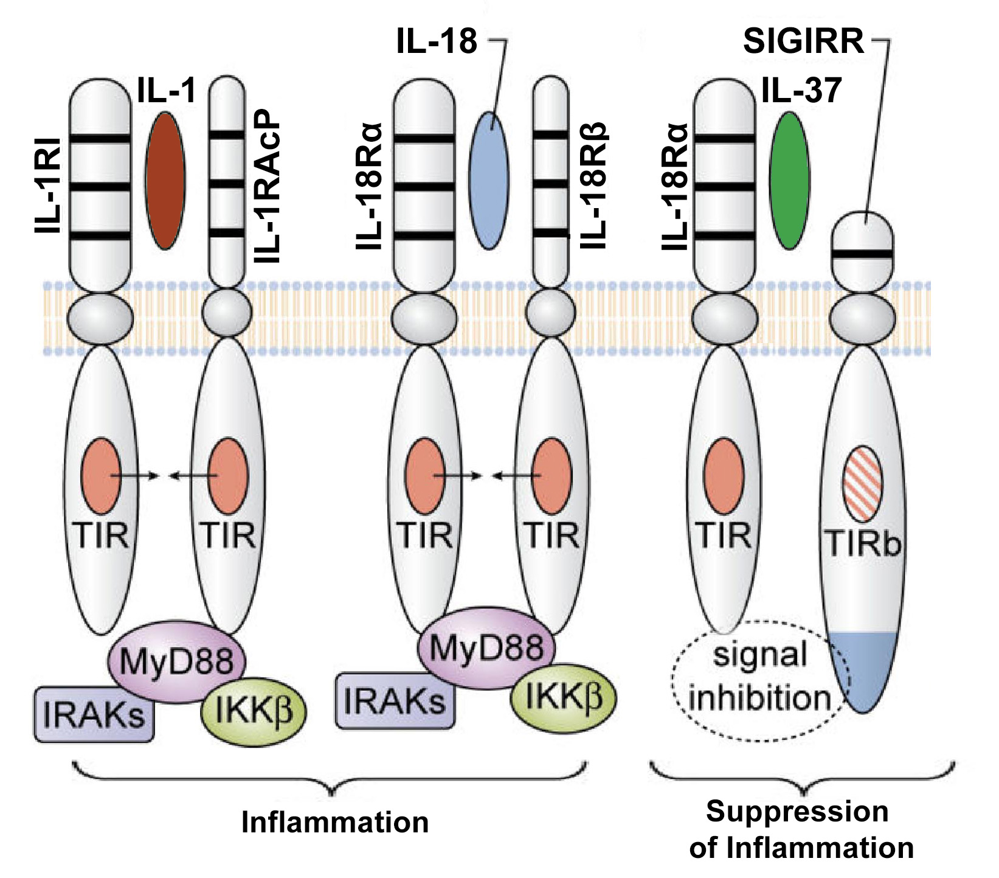 IL-18
SIGIRR
IL-1
IL-37
IL-1RI
IL-1RAcP
IL-18Rα
IL-18Rβ
IL-18Rα
TIR
TIR
TIR
TIR
TIR
TIRb
MyD88
IRAKs
IKKβ
MyD88
IRAKs
IKKβ
signal
inhibition
Inflammation
Suppression
of Inflammation